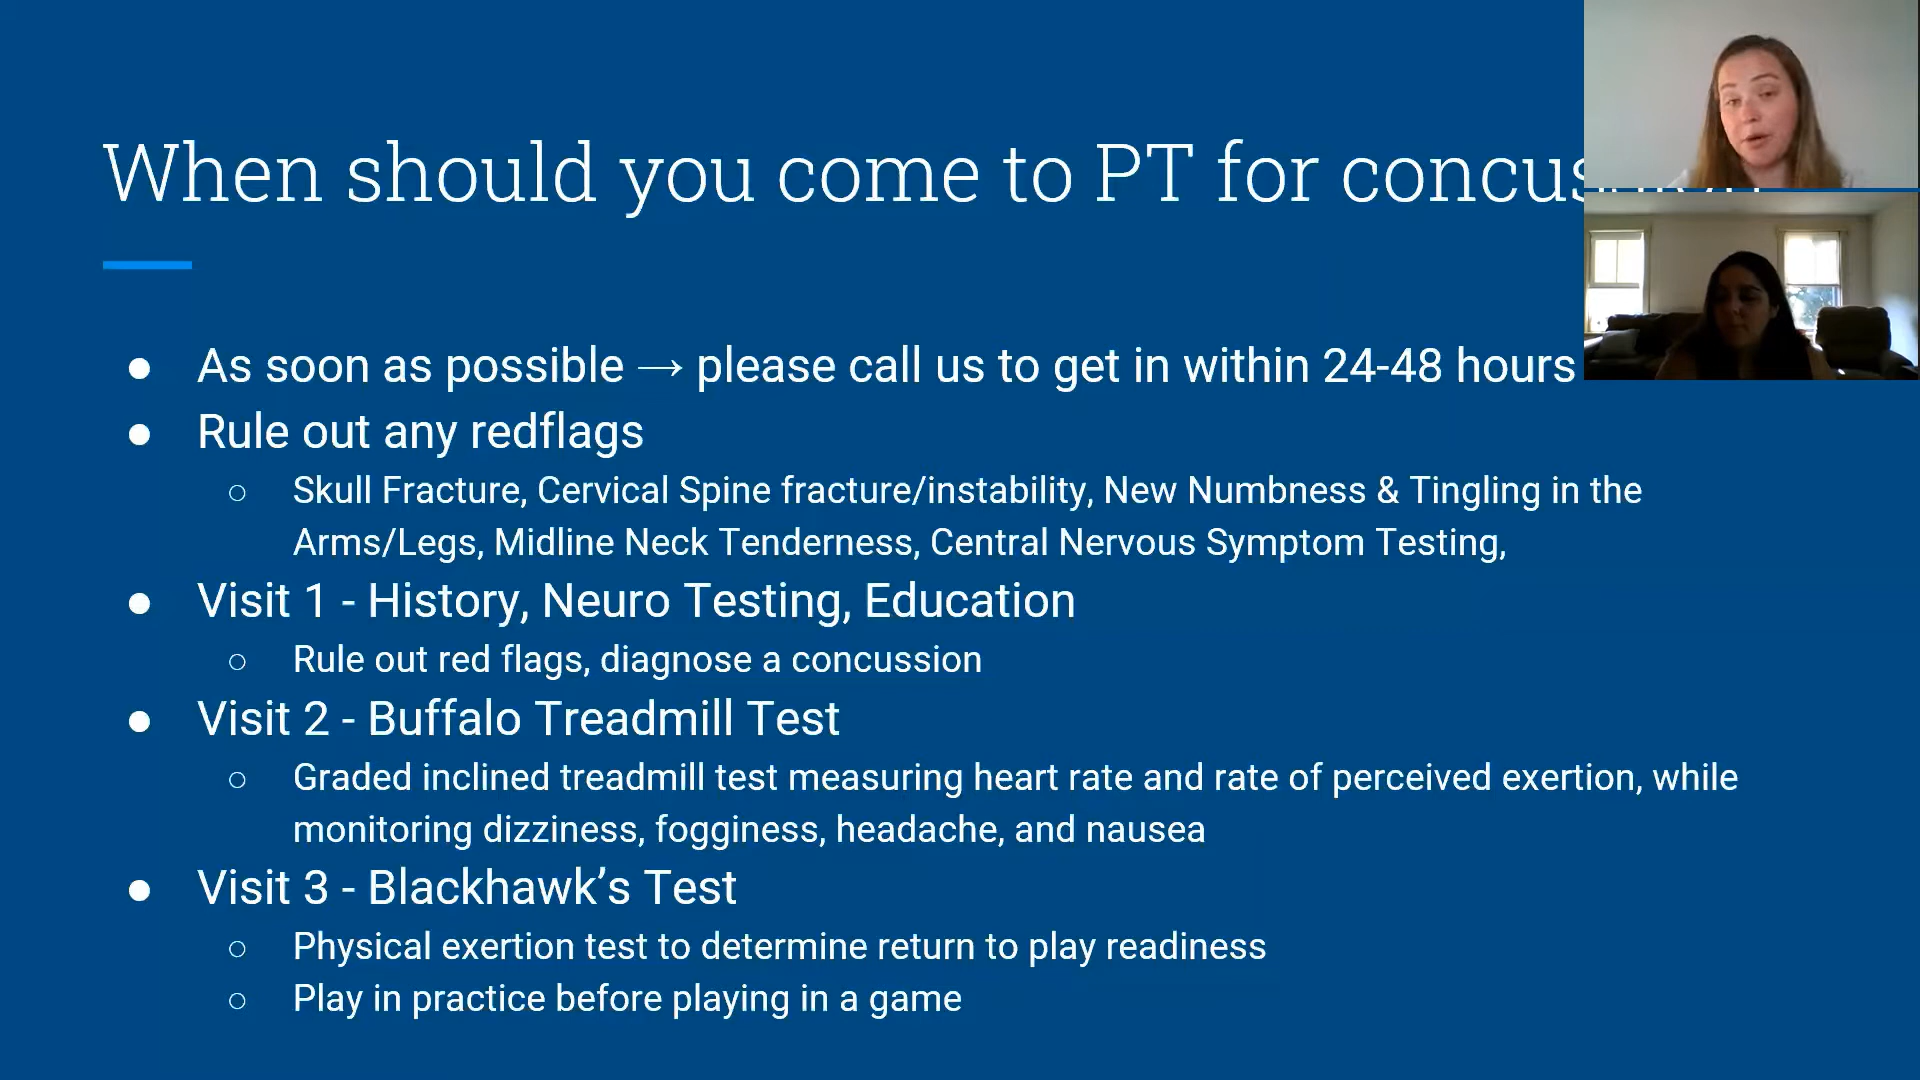 When should you come to PT for
● As soon as possible → please call us to get in within 24-48 hours
● Rule out any redflags
○ Skull Fracture, Cervical Spine fracture/instability, New Numbness & Tingling in the
Arms/Legs, Midline Neck Tenderness, Central Nervous Symptom Testing,
● Visit 1 - History, Neuro Testing, Education
○ Rule out red flags, diagnose a concussion
● Visit 2 - Buffalo Treadmill Test
○ Graded inclined treadmill test measuring heart rate and rate of perceived exertion, while
monitoring dizziness, fogginess, headache, and nausea
● Visit 3 - Blackhawk’s Test
○ Physical exertion test to determine return to play readiness
○ Play in practice before playing in a game